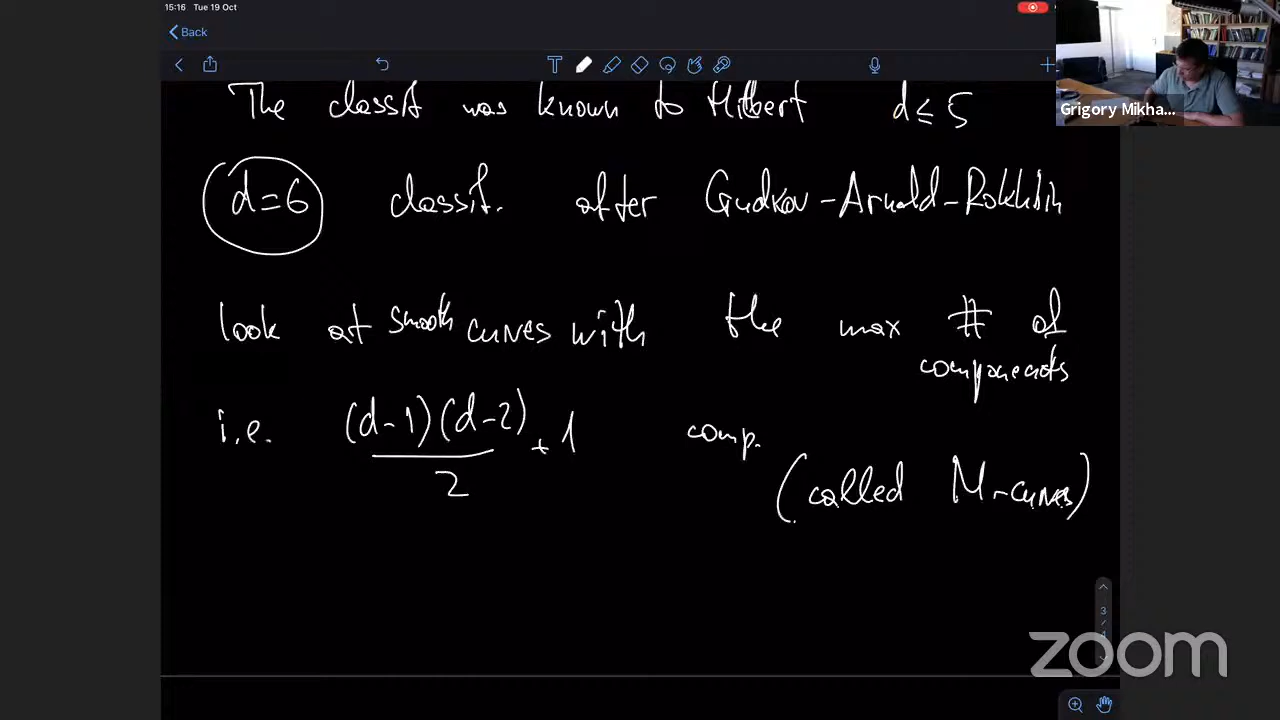 15:16 Tue 19 Oct
Back
Grigory Mikha...
The classif was known to Hilbert d ≤ 5
d=6 classif. after Gudkov-Arnold-Rokhlin
look at smooth curves with the max # of components
i.e. (d-1)(d-2)/2 + 1 comp.
(called M-curves)
3
zoom